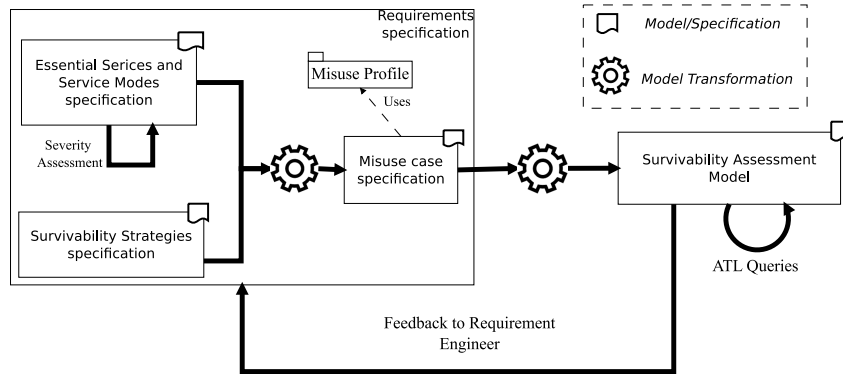 Requirements
specification
Essential Serices and
Service Modes
specification
Severity
Assessment
Misuse Profile
Uses
Misuse case
specification
Survivability Strategies
specification
Model/Specification
Model Transformation
Survivability Assessment
Model
ATL Queries
Feedback to Requirement
Engineer